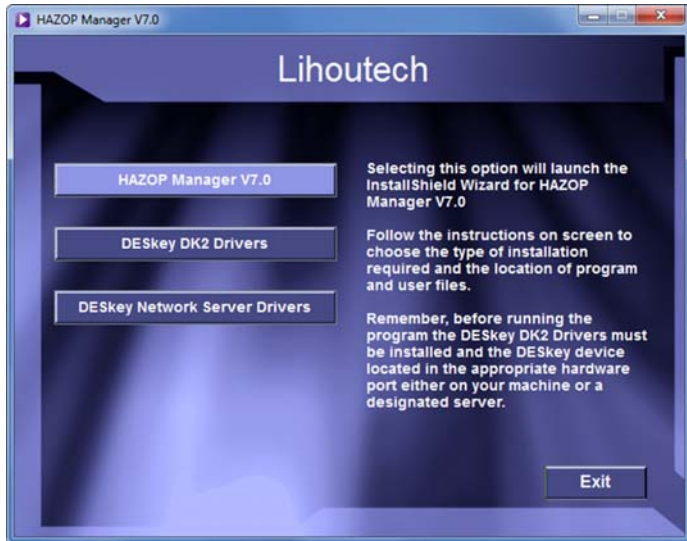 HAZOP Manager V7.0
Lihoutech
HAZOP Manager V7.0
DESkey DK2 Drivers
DESkey Network Server Drivers
Selecting this option will launch the
InstallShield Wizard for HAZOP
Manager V7.0
Follow the instructions on screen to
choose the type of installation
required and the location of program
and user files.
Remember, before running the
program the DESkey DK2 Drivers must
be installed and the DESkey device
located in the appropriate hardware
port either on your machine or a
designated server.
Exit